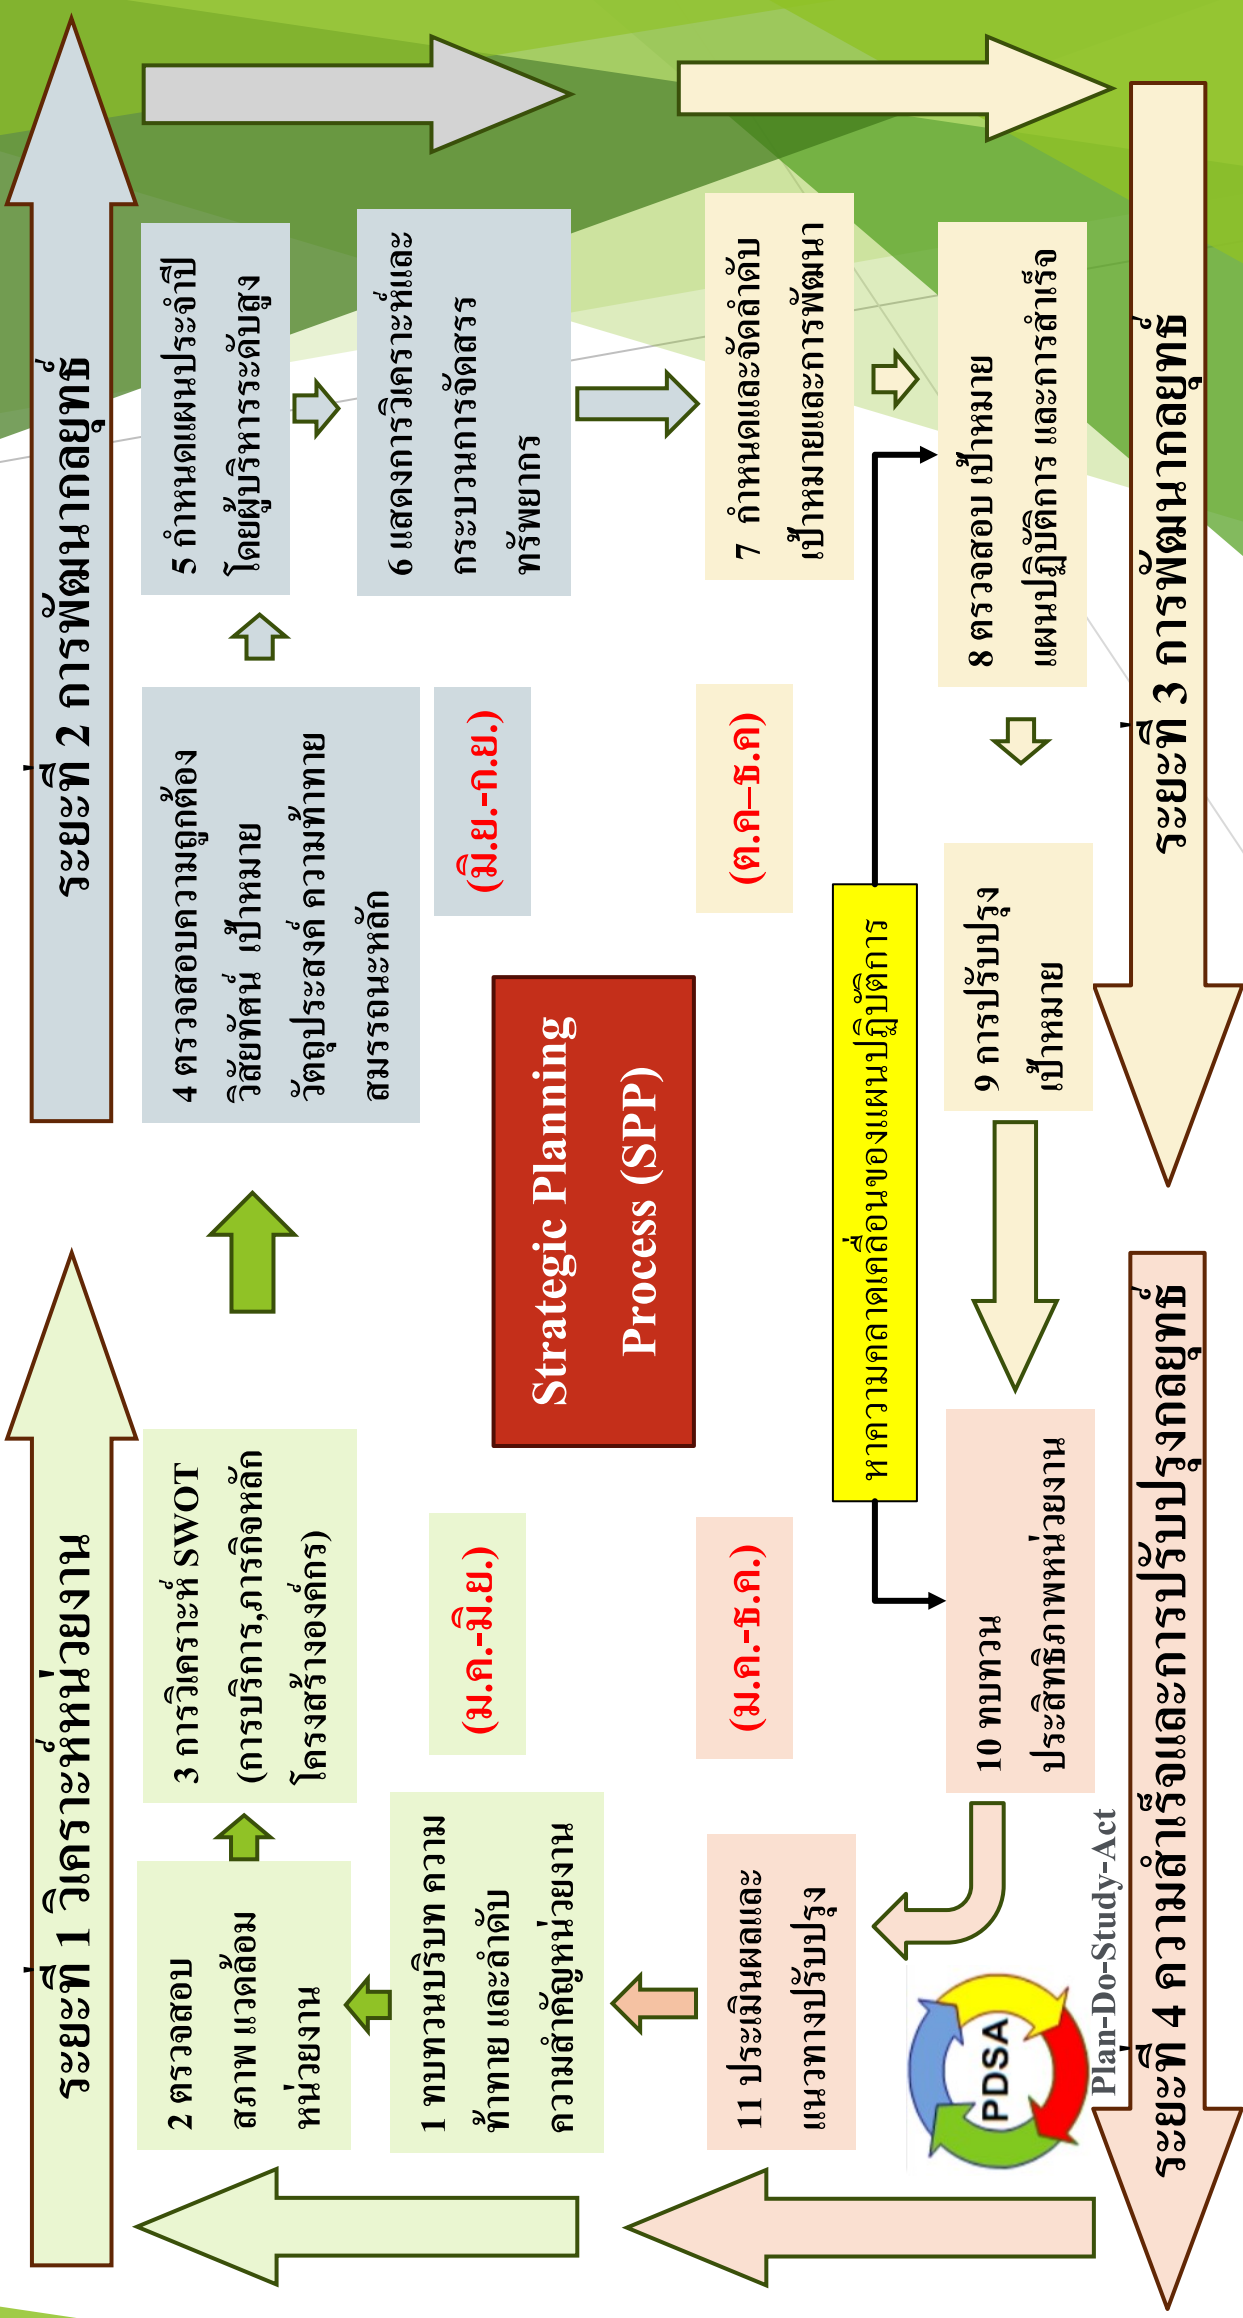 ระยะที่ 1 วิเคราะห์หน่วยงาน
ระยะที่ 2 การพัฒนากลยุทธ์
2 ตรวจสอบ
สภาพแวดล้อม
หน่วยงาน
3 การวิเคราะห์ SWOT
(การบริการ,ภารกิจหลัก
โครงสร้างองค์กร)
4 ตรวจสอบความถูกต้อง
วิสัยทัศน์ เป้าหมาย
วัตถุประสงค์ ความท้าทาย
สมรรถนะหลัก
5 กำหนดแผนประจำปี
โดยผู้บริหารระดับสูง
1 ทบทวนบริบท ความ
ท้าทาย และลำดับ
ความสำคัญหน่วยงาน
(ม.ค.-มิ.ย.)
(มิ.ย.-ก.ย.)
6 แสดงการวิเคราะห์และ
กระบวนการจัดสรร
ทรัพยากร
Strategic Planning
Process (SPP)
11 ประเมินผลและ
แนวทางปรับปรุง
(ม.ค.-ธ.ค.)
(ต.ค–ธ.ค)
7 กำหนดและจัดลำดับ
เป้าหมายและการพัฒนา
หาความคลาดเคลื่อนของแผนปฏิบัติการ
PDSA
Plan-Do-Study-Act
10 ทบทวน
ประสิทธิภาพหน่วยงาน
9 การปรับปรุง
เป้าหมาย
8 ตรวจสอบ เป้าหมาย
แผนปฏิบัติการ และการสำเร็จ
ระยะที่ 4 ความสำเร็จและการปรับปรุงกลยุทธ์
ระยะที่ 3 การพัฒนากลยุทธ์